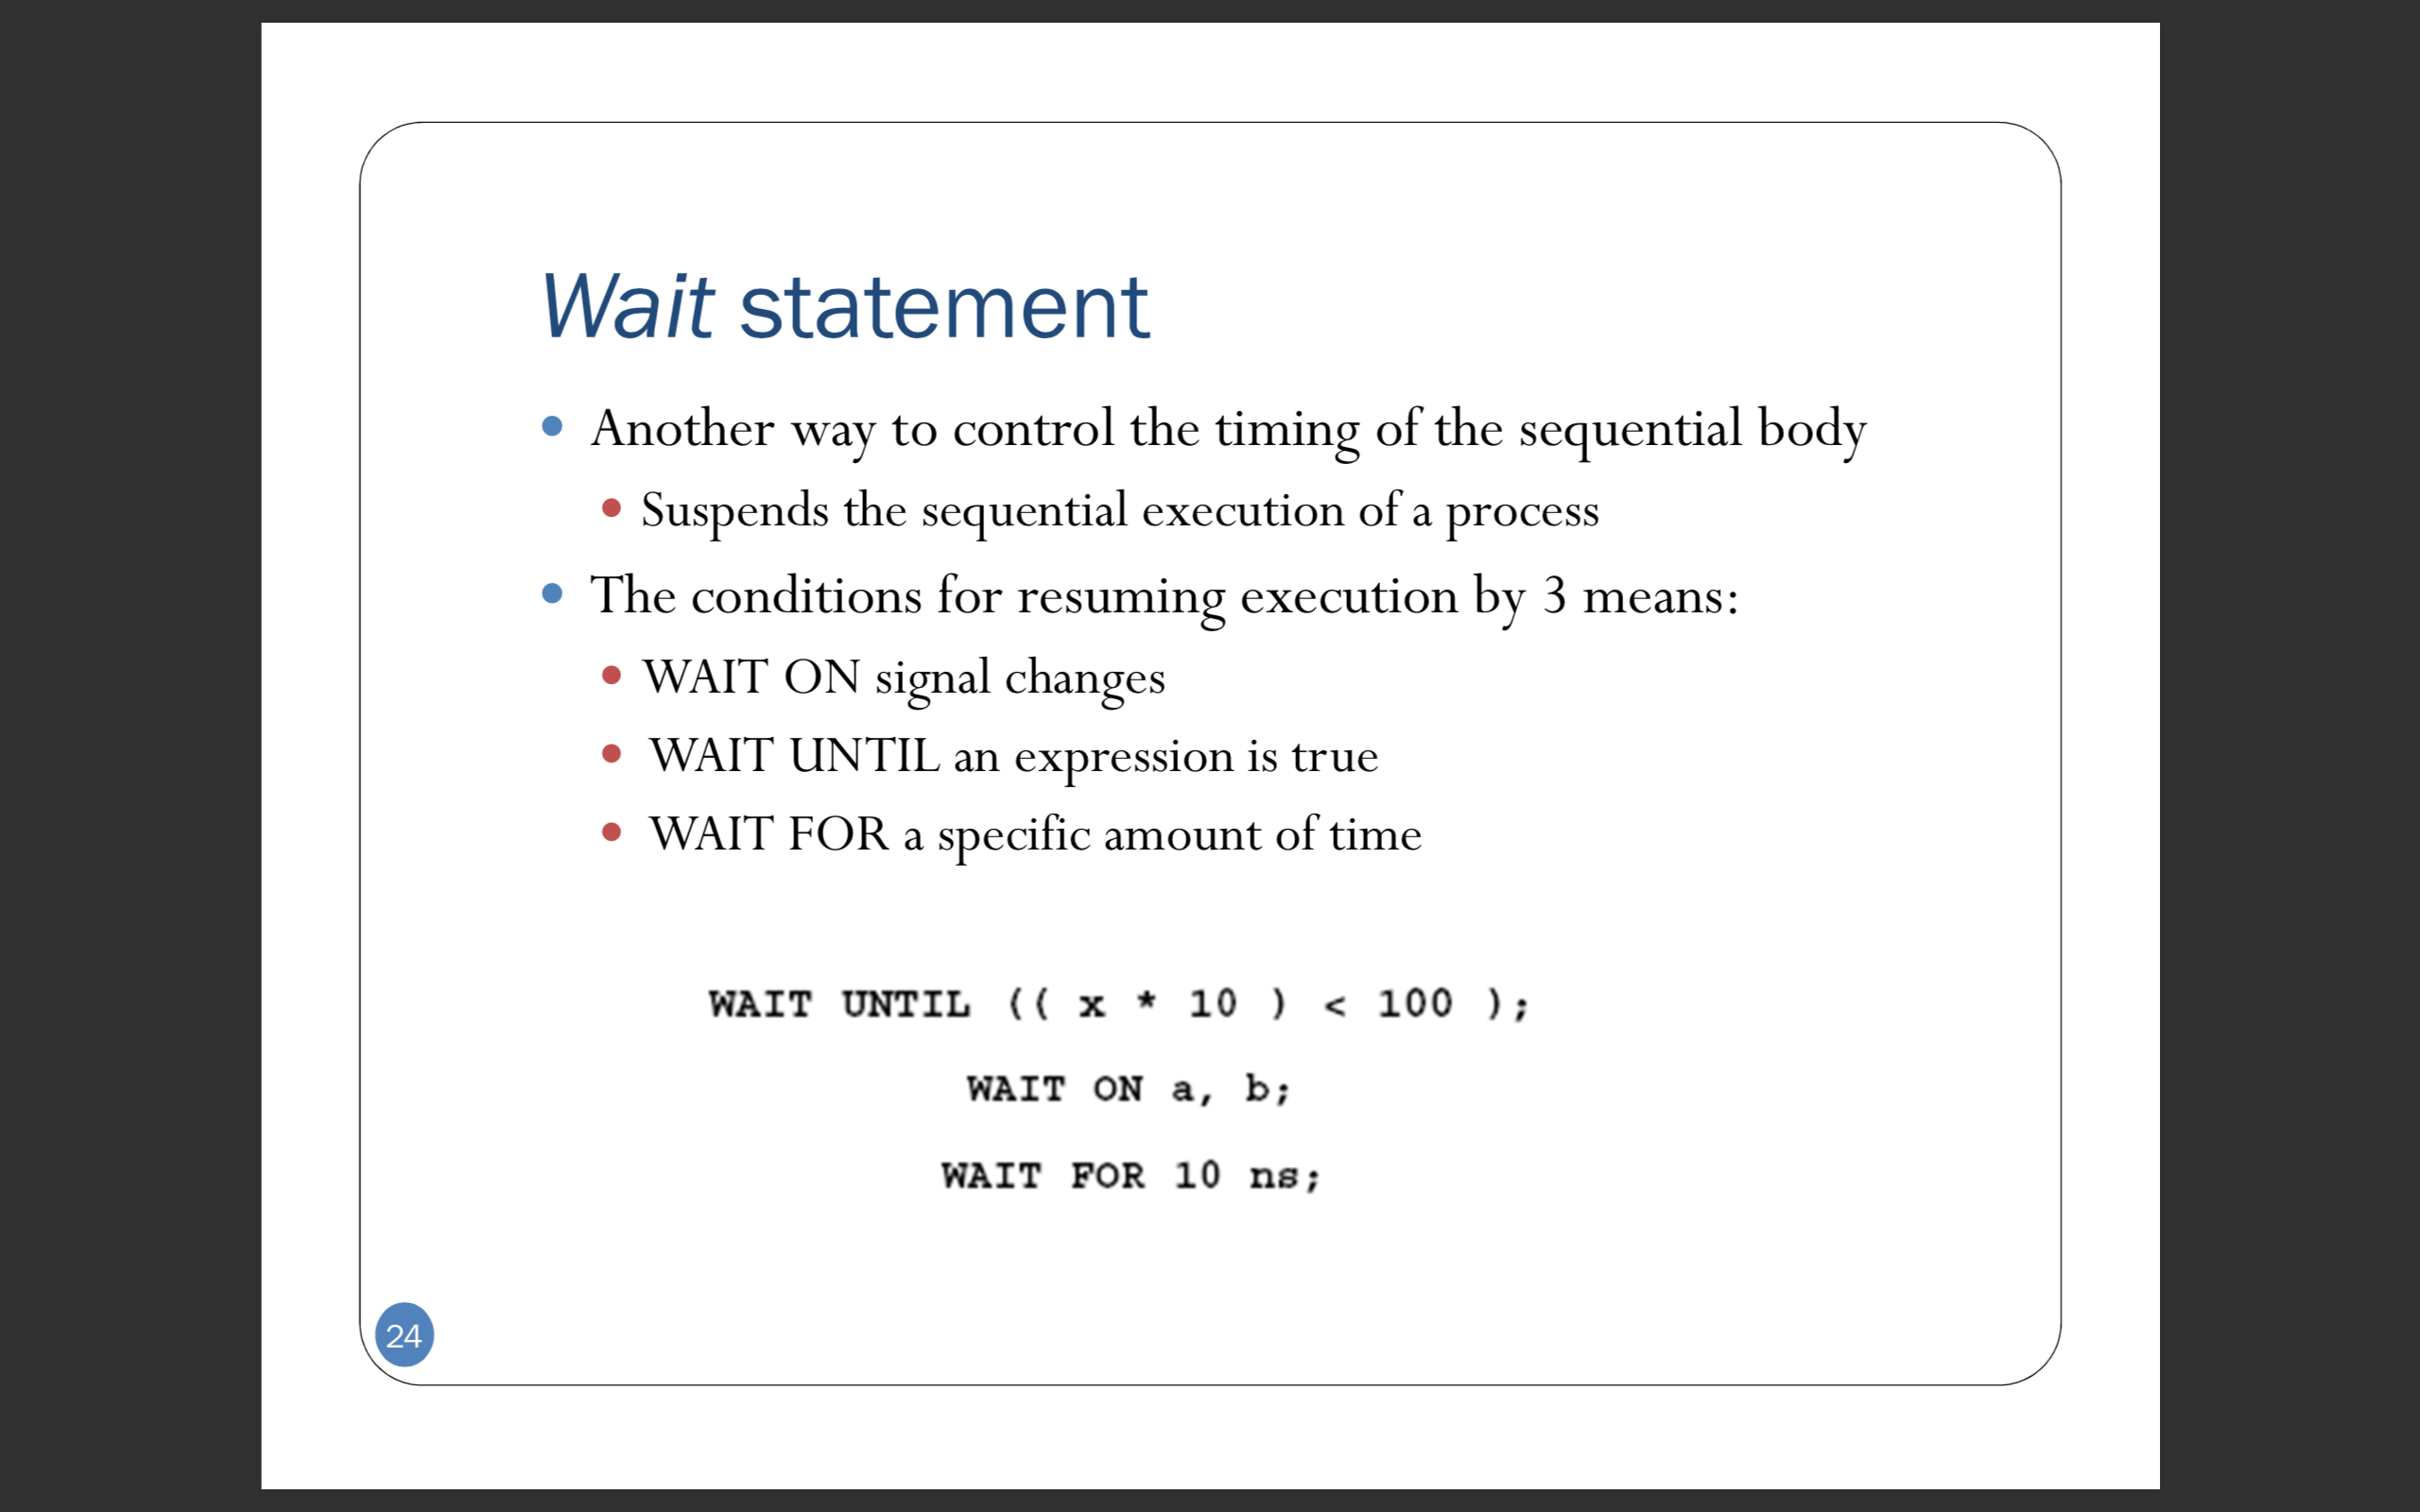 Wait statement
Another way to control the timing of the sequential body
Suspends the sequential execution of a process
The conditions for resuming execution by 3 means:
WAIT ON signal changes
WAIT UNTIL an expression is true
WAIT FOR a specific amount of time
WAIT UNTIL (( x * 10 ) < 100 );
WAIT ON a, b;
WAIT FOR 10 ns;
24